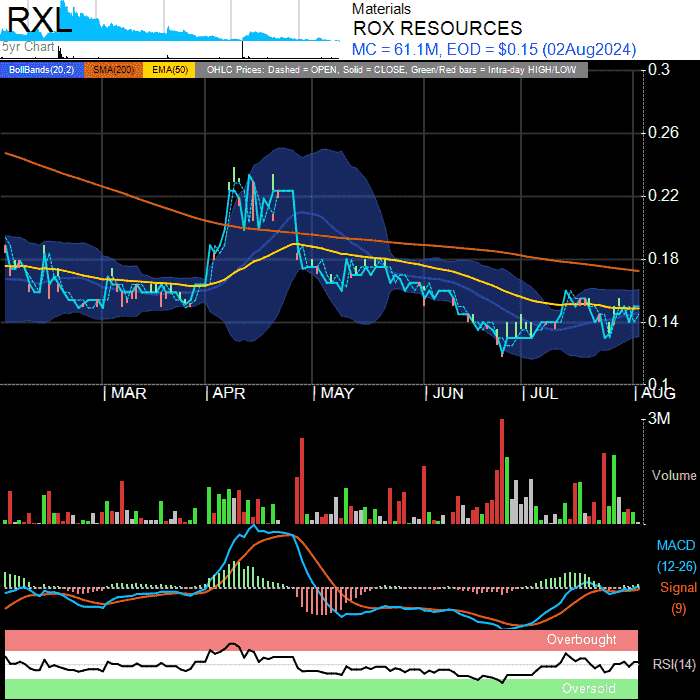 RXL
5yr Chart
Materials
ROX RESOURCES
MC = 61.1M, EOD = $0.15 (02Aug2024)
BollBands(20,2) SMA(200) EMA(50) OHLC Prices: Dashed = OPEN, Solid = CLOSE, Green/Red bars = Intra-day HIGH/LOW
0.3
0.26
0.22
0.18
0.14
0.1
| MAR | APR | MAY | JUN | JUL | AUG
3M
Volume
MACD
(12-26)
Signal
(9)
Overbought
RSI(14)
Oversold